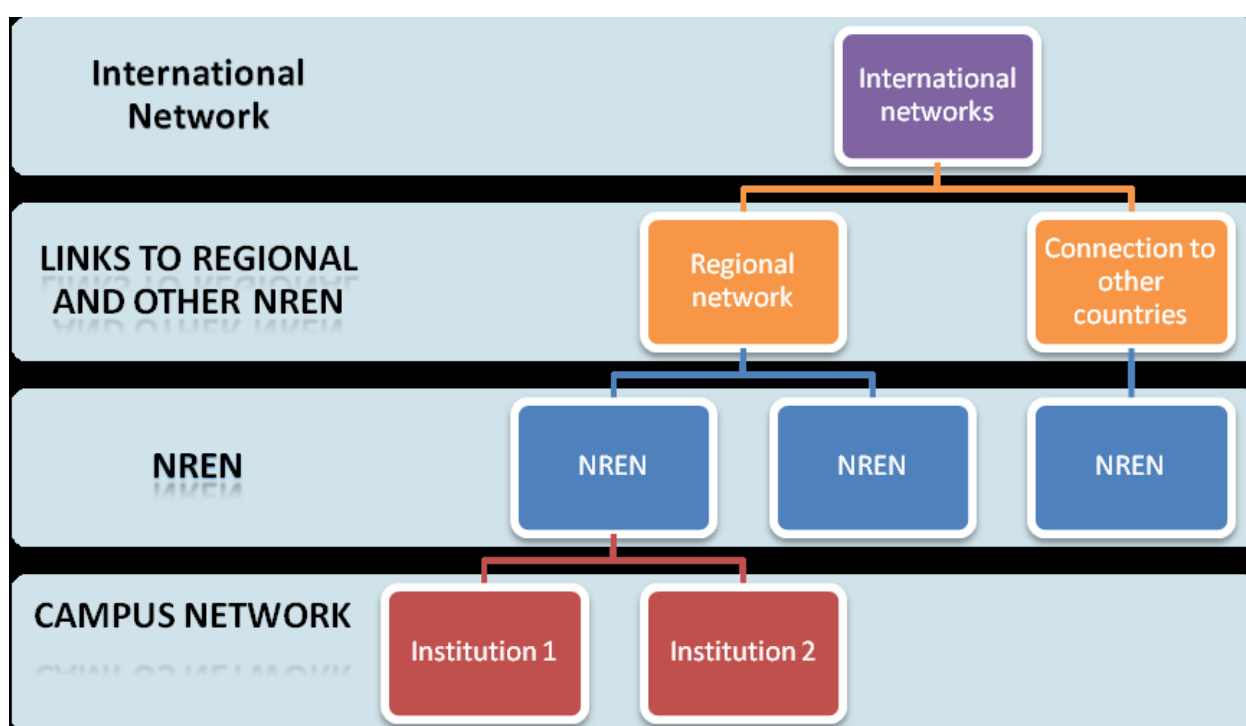 International
Network
International
networks
LINKS TO REGIONAL
AND OTHER NREN
Regional
network
Connection to
other
countries
NREN
NREN
NREN
NREN
CAMPUS NETWORK
Institution 1
Institution 2